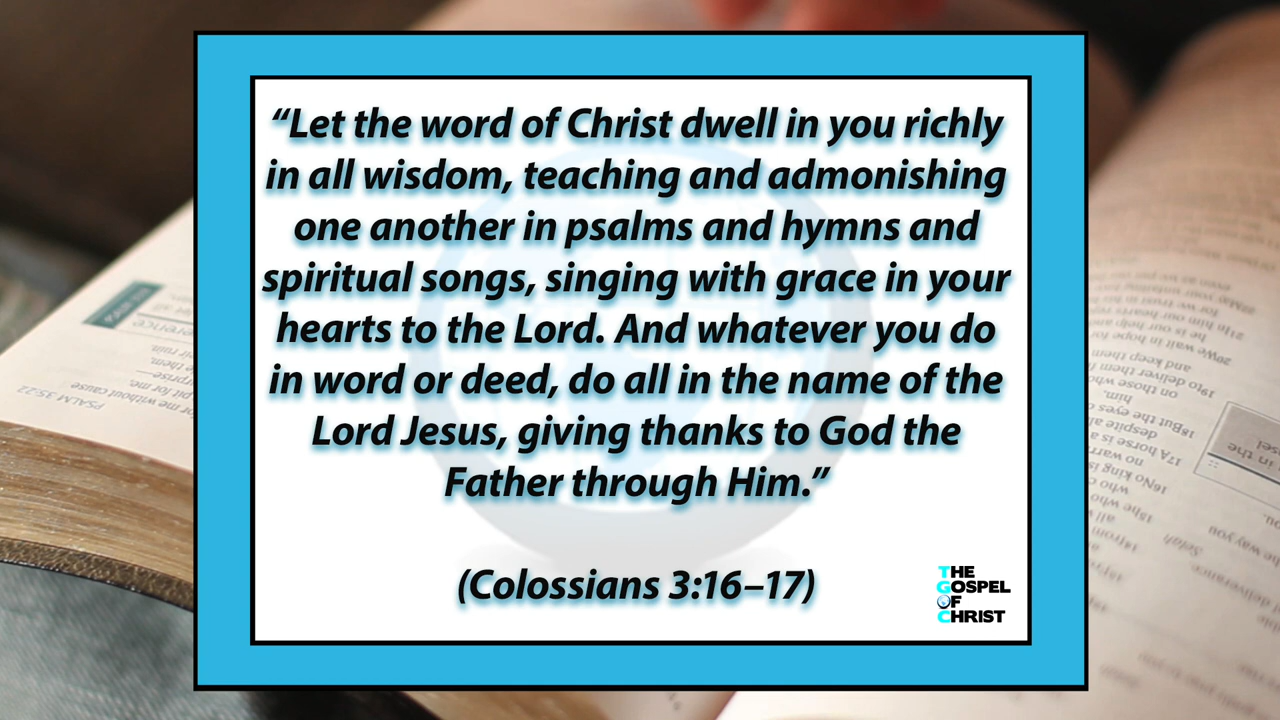 “Let the word of Christ dwell in you richly
in all wisdom, teaching and admonishing
one another in psalms and hymns and
spiritual songs, singing with grace in your
hearts to the Lord. And whatever you do
in word or deed, do all in the name of the
Lord Jesus, giving thanks to God the
Father through Him.”
(Colossians 3:16–17)
THE
GOSPEL
OF
CHRIST
PSALM 35:22